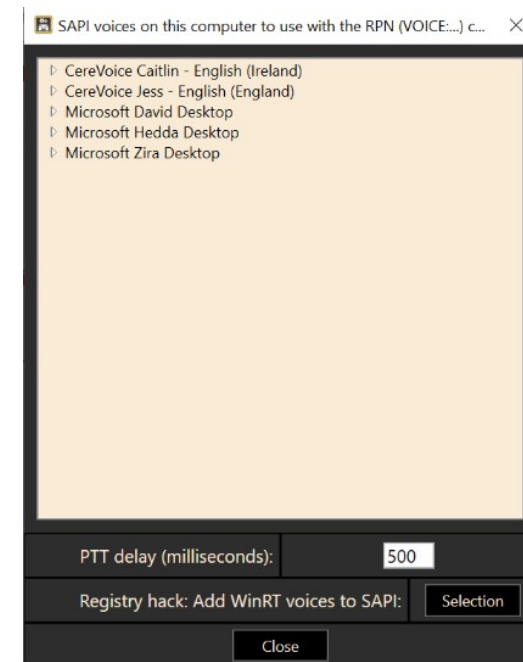 SAPI voices on this computer to use with the RPN (VOICE:...) c...
CereVoice Caitlin - English (Ireland)
CereVoice Jess - English (England)
Microsoft David Desktop
Microsoft Hedda Desktop
Microsoft Zira Desktop
PTT delay (milliseconds): 500
Registry hack: Add WinRT voices to SAPI: Selection
Close